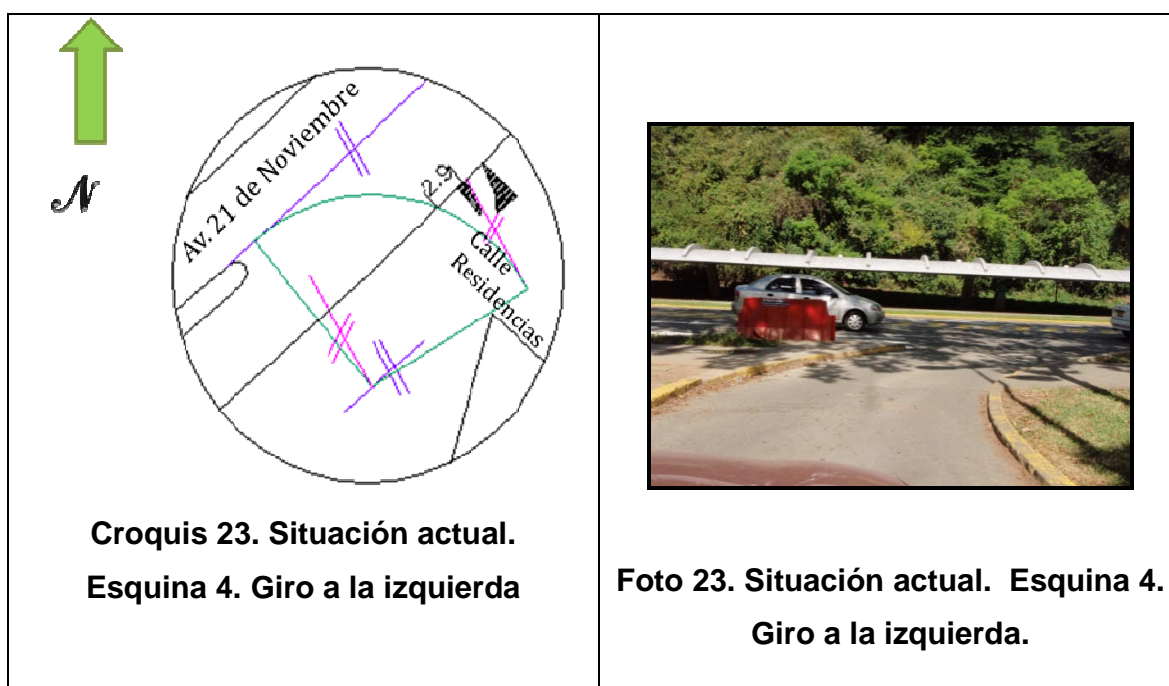 Av. 21 de Noviembre
2.9
Calle
Residencias
N
Croquis 23. Situación actual.
Esquina 4. Giro a la izquierda
Foto 23. Situación actual. Esquina 4.
Giro a la izquierda.